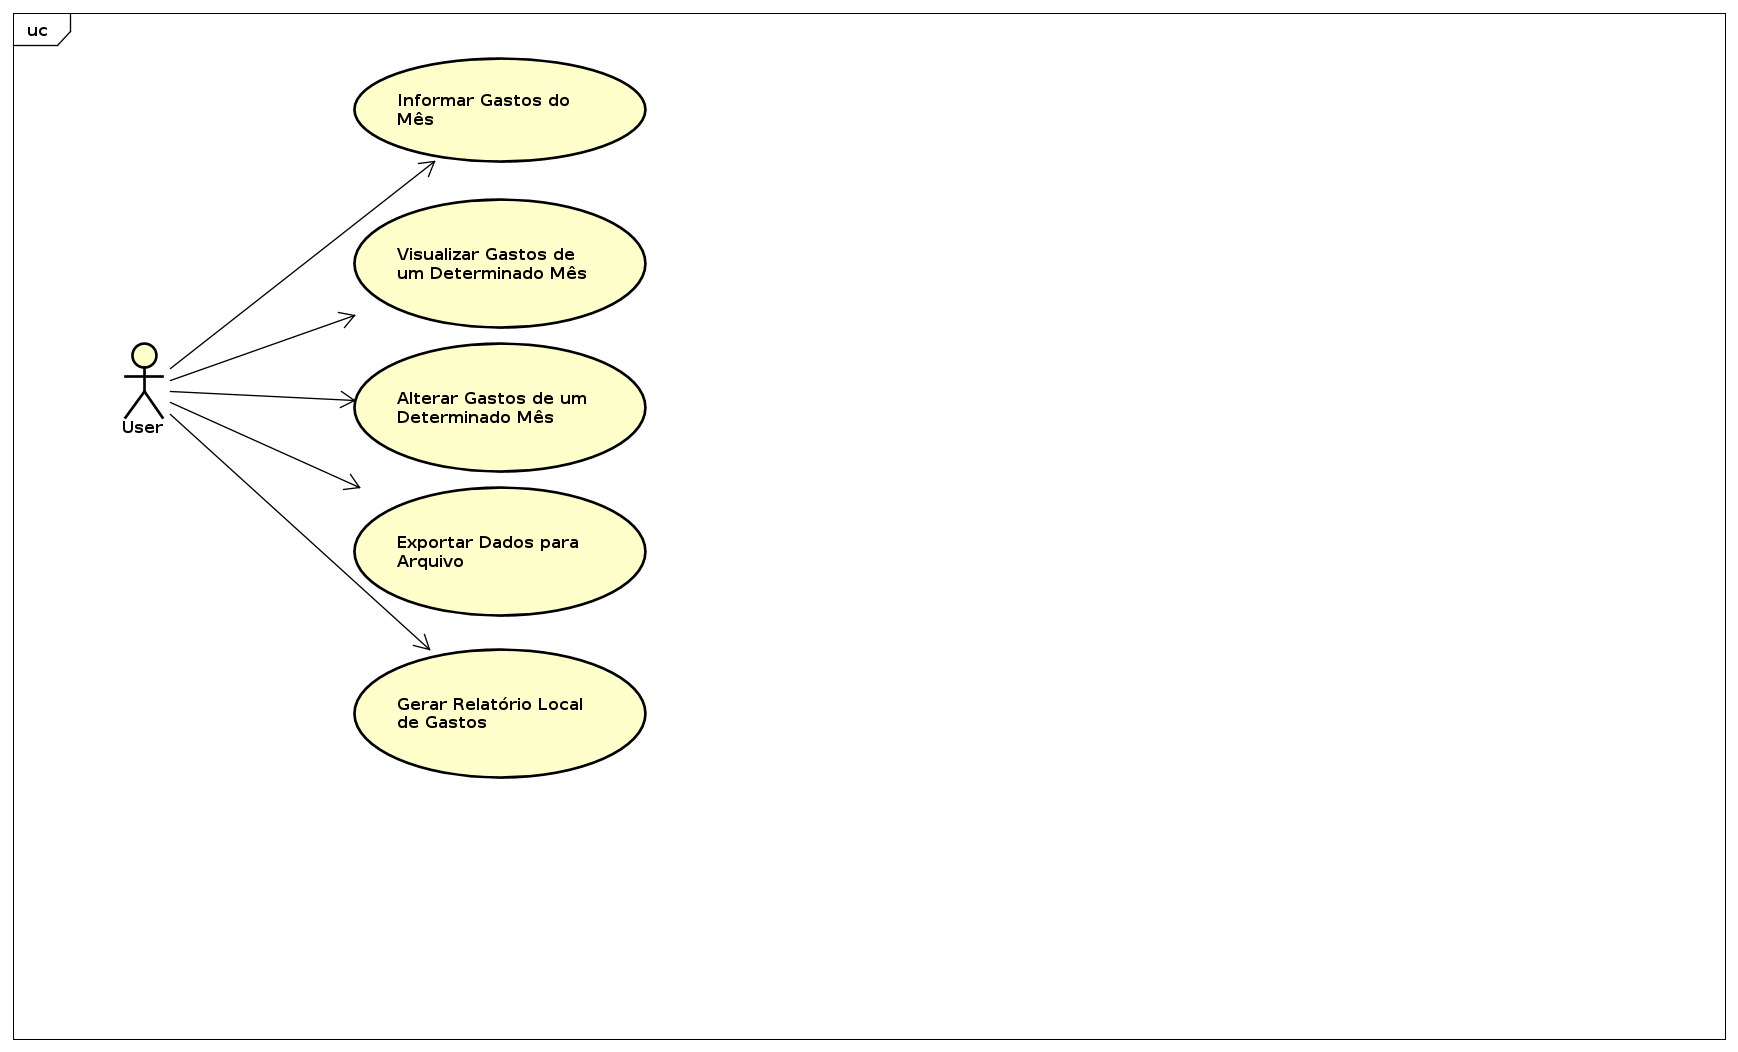 uc
Informar Gastos do
Mês
Visualizar Gastos de
um Determinado Mês
Alterar Gastos de um
Determinado Mês
User
Exportar Dados para
Arquivo
Gerar Relatório Local
de Gastos